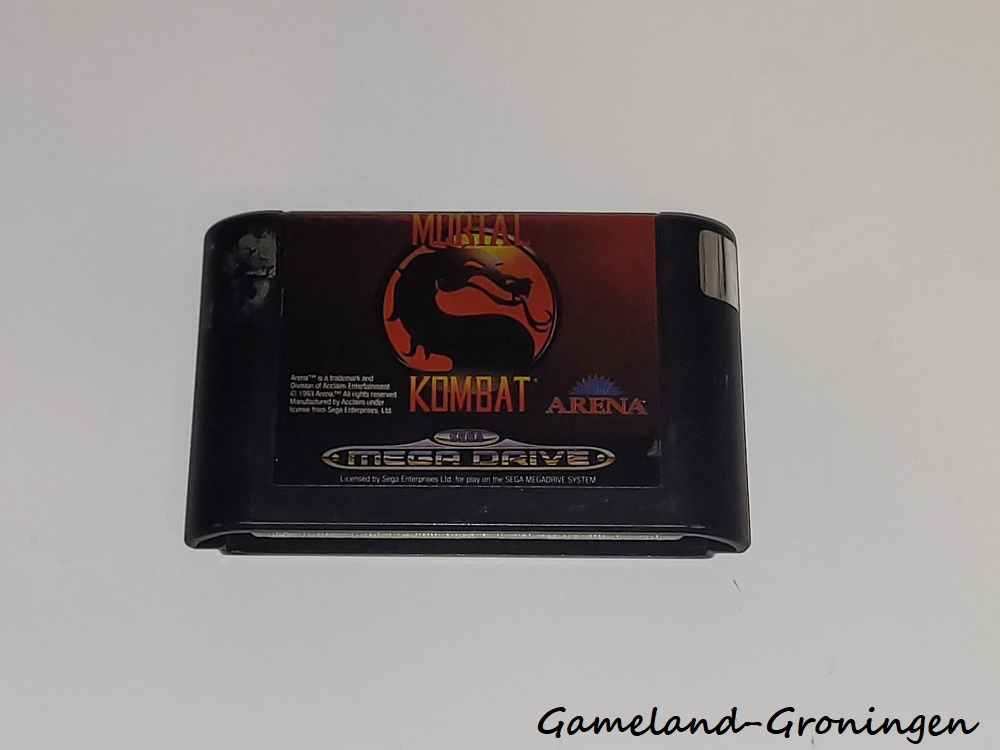 MORTAL
KOMBAT
Arena™ is a trademark and
Division of Acclaim Entertainment
© 1993 Arena.™ All rights reserved
Manufactured by Acclaim under
license from Sega Enterprises, Ltd.
ARENA™
SEGA
MEGA DRIVE
Licensed by Sega Enterprises Ltd. for play on the SEGA MEGADRIVE SYSTEM
Gameland-Groningen